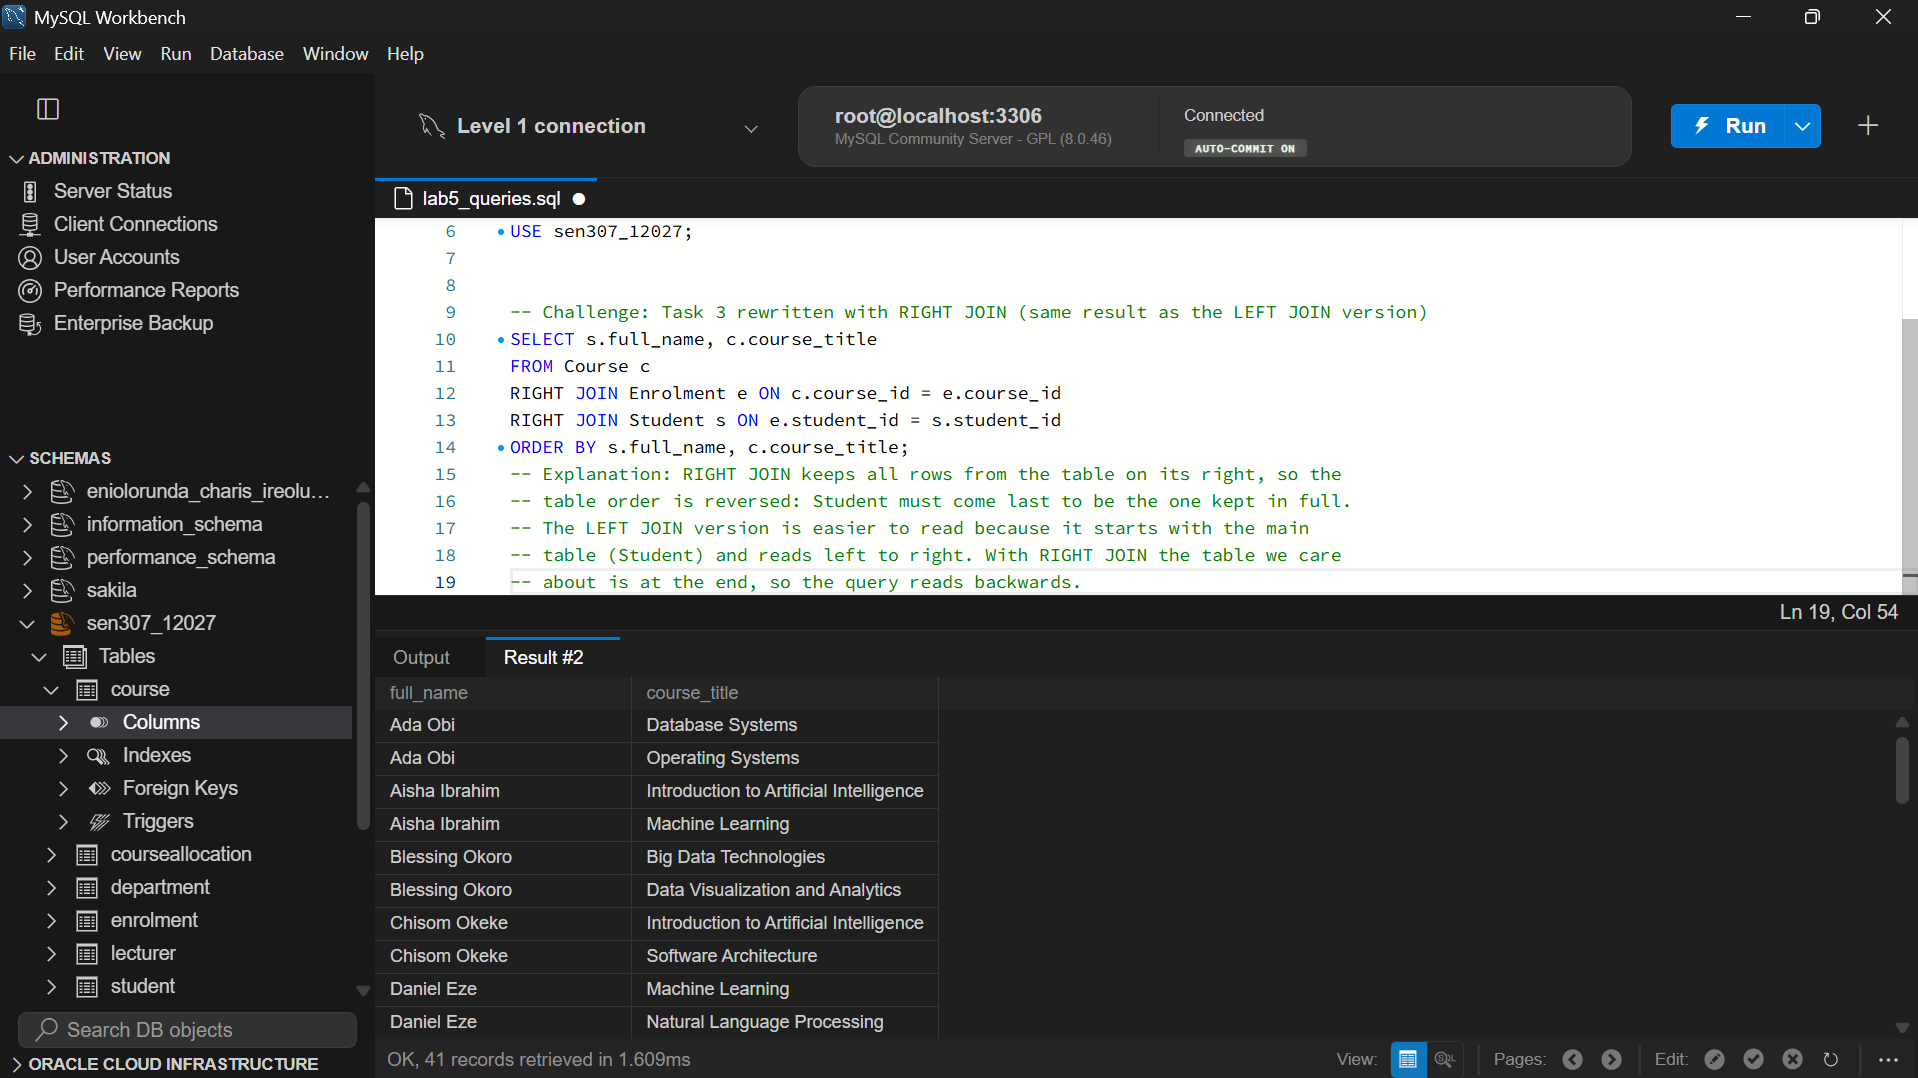 MySQL Workbench
File Edit View Run Database Window Help
Level 1 connection
root@localhost:3306
MySQL Community Server - GPL (8.0.46)
Connected
AUTO-COMMIT ON
Run
ADMINISTRATION
Server Status
Client Connections
User Accounts
Performance Reports
Enterprise Backup
SCHEMAS
eniolorunda_charis_ireolu...
information_schema
performance_schema
sakila
sen307_12027
Tables
course
Columns
Indexes
Foreign Keys
Triggers
courseallocation
department
enrolment
lecturer
student
Search DB objects
ORACLE CLOUD INFRASTRUCTURE
lab5_queries.sql
6 USE sen307_12027;
7
8
9 -- Challenge: Task 3 rewritten with RIGHT JOIN (same result as the LEFT JOIN version)
10 SELECT s.full_name, c.course_title
11 FROM Course c
12 RIGHT JOIN Enrolment e ON c.course_id = e.course_id
13 RIGHT JOIN Student s ON e.student_id = s.student_id
14 ORDER BY s.full_name, c.course_title;
15 -- Explanation: RIGHT JOIN keeps all rows from the table on its right, so the
16 -- table order is reversed: Student must come last to be the one kept in full.
17 -- The LEFT JOIN version is easier to read because it starts with the main
18 -- table (Student) and reads left to right. With RIGHT JOIN the table we care
19 -- about is at the end, so the query reads backwards.
Ln 19, Col 54
Output Result #2
full_name course_title
Ada Obi Database Systems
Ada Obi Operating Systems
Aisha Ibrahim Introduction to Artificial Intelligence
Aisha Ibrahim Machine Learning
Blessing Okoro Big Data Technologies
Blessing Okoro Data Visualization and Analytics
Chisom Okeke Introduction to Artificial Intelligence
Chisom Okeke Software Architecture
Daniel Eze Machine Learning
Daniel Eze Natural Language Processing
OK, 41 records retrieved in 1.609ms
View: SQL Pages: Edit: